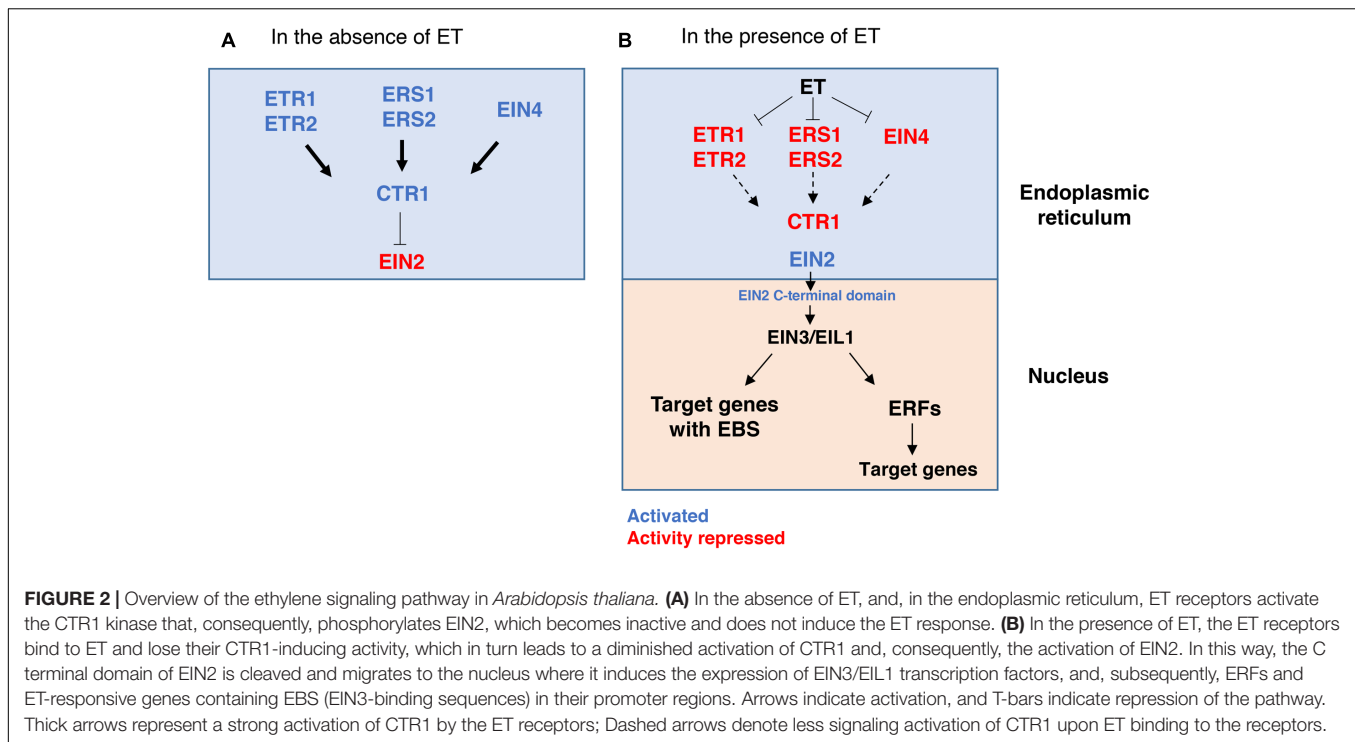 A In the absence of ET
ETR1
ETR2
ERS1
ERS2
EIN4
CTR1
EIN2
B In the presence of ET
ET
ETR1
ETR2
ERS1
ERS2
EIN4
CTR1
EIN2
Endoplasmic
reticulum
EIN2 C-terminal domain
EIN3/EIL1
Target genes
with EBS
ERFs
Target genes
Nucleus
Activated
Activity repressed
FIGURE 2 | Overview of the ethylene signaling pathway in Arabidopsis thaliana. (A) In the absence of ET, and, in the endoplasmic reticulum, ET receptors activate
the CTR1 kinase that, consequently, phosphorylates EIN2, which becomes inactive and does not induce the ET response. (B) In the presence of ET, the ET receptors
bind to ET and lose their CTR1-inducing activity, which in turn leads to a diminished activation of CTR1 and, consequently, the activation of EIN2. In this way, the C
terminal domain of EIN2 is cleaved and migrates to the nucleus where it induces the expression of EIN3/EIL1 transcription factors, and, subsequently, ERFs and
ET-responsive genes containing EBS (EIN3-binding sequences) in their promoter regions. Arrows indicate activation, and T-bars indicate repression of the pathway.
Thick arrows represent a strong activation of CTR1 by the ET receptors; Dashed arrows denote less signaling activation of CTR1 upon ET binding to the receptors.